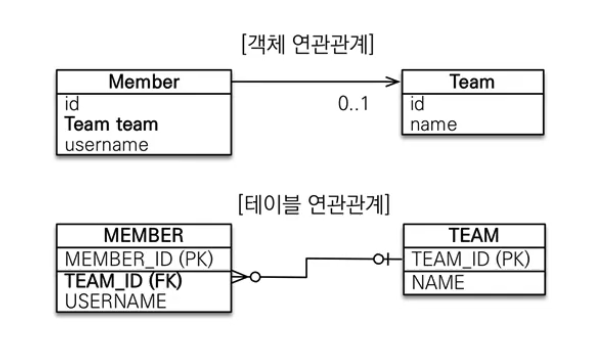 [객체 연관관계]
Member
id
Team team
username
0..1
Team
id
name
[테이블 연관관계]
MEMBER
MEMBER_ID (PK)
TEAM_ID (FK)
USERNAME
TEAM
TEAM_ID (PK)
NAME